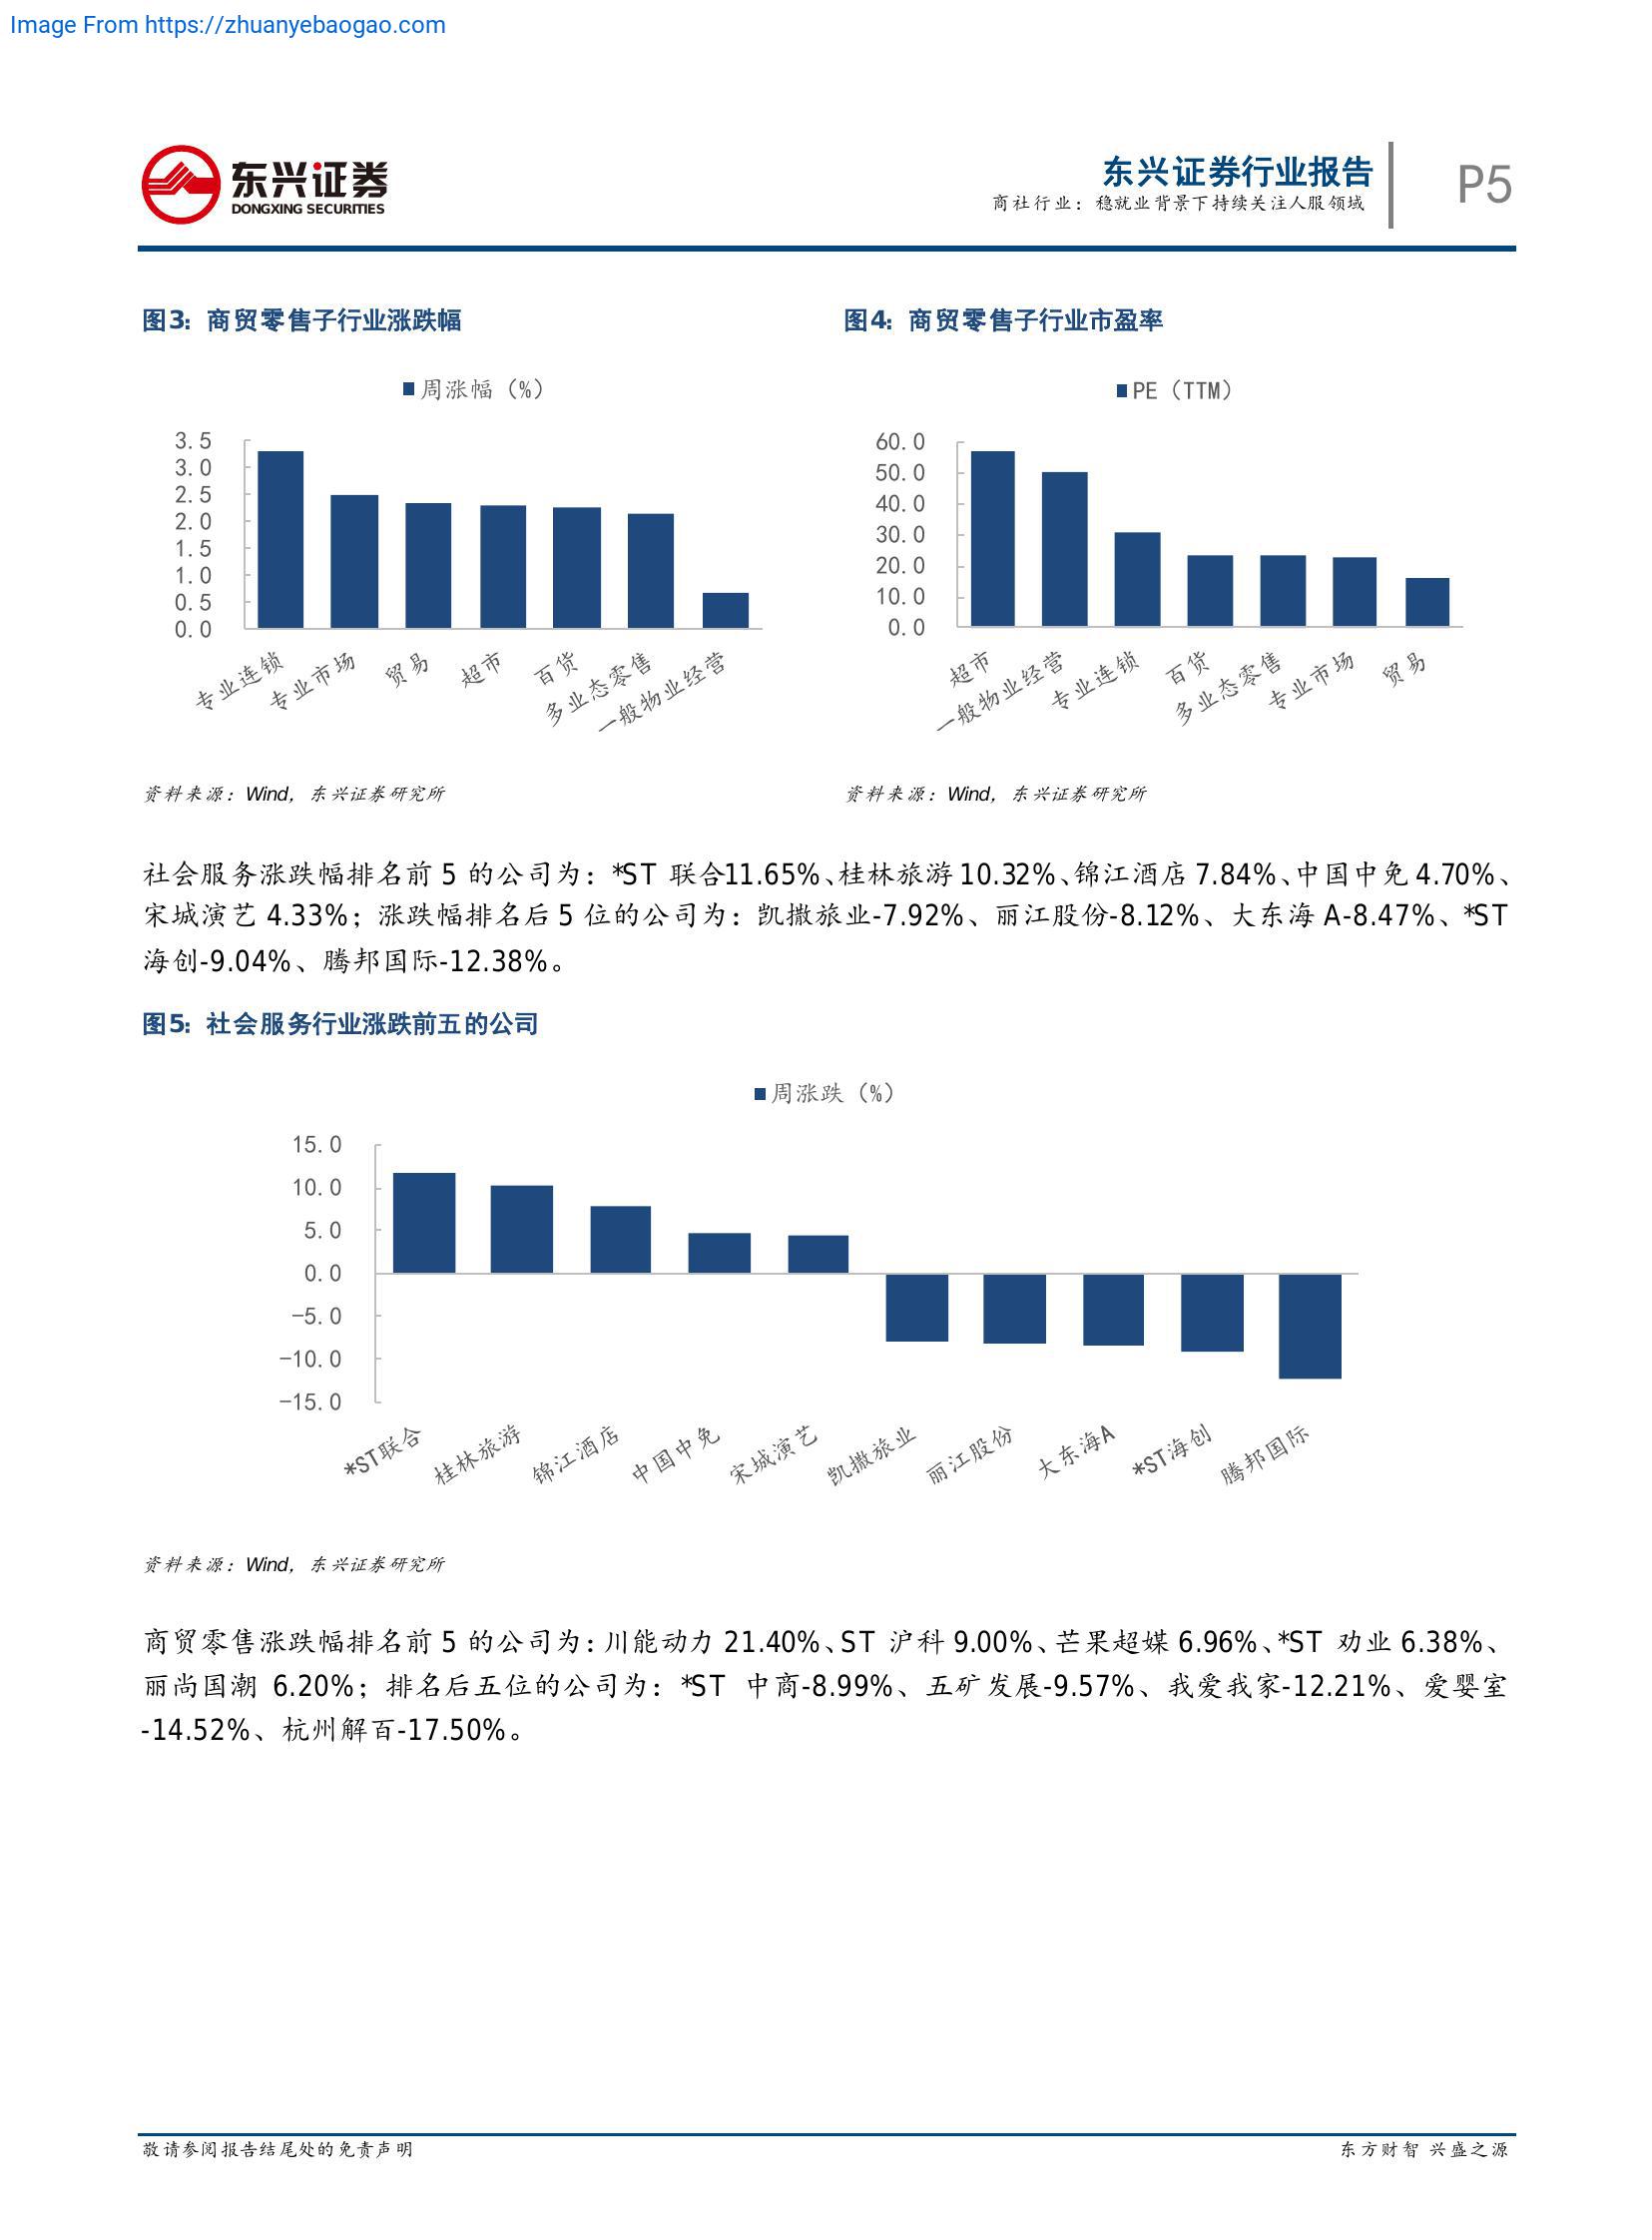 Image From https://zhuanyebaogao.com
东兴证券
DONGXING SECURITIES
东兴证券行业报告
商社行业：稳就业背景下持续关注人服领域
P5
图3：商贸零售子行业涨跌幅
周涨幅（%）
3.5
3.0
2.5
2.0
1.5
1.0
0.5
0.0
专业连锁
专业市场
贸易
超市
百货
多业态零售
一般物业经营
资料来源：Wind，东兴证券研究所
图4：商贸零售子行业市盈率
PE（TTM）
60.0
50.0
40.0
30.0
20.0
10.0
0.0
超市
一般物业经营
专业连锁
百货
多业态零售
专业市场
贸易
资料来源：Wind，东兴证券研究所
社会服务涨跌幅排名前 5 的公司为：*ST 联合11.65%、桂林旅游 10.32%、锦江酒店 7.84%、中国中免 4.70%、
宋城演艺 4.33%；涨跌幅排名后 5 位的公司为：凯撒旅业-7.92%、丽江股份-8.12%、大东海 A-8.47%、*ST
海创-9.04%、腾邦国际-12.38%。
图5：社会服务行业涨跌前五的公司
周涨跌（%）
15.0
10.0
5.0
0.0
-5.0
-10.0
-15.0
*ST联合
桂林旅游
锦江酒店
中国中免
宋城演艺
凯撒旅业
丽江股份
大东海A
*ST海创
腾邦国际
资料来源：Wind，东兴证券研究所
商贸零售涨跌幅排名前 5 的公司为：川能动力 21.40%、ST 沪科 9.00%、芒果超媒 6.96%、*ST 劝业 6.38%、
丽尚国潮 6.20%；排名后五位的公司为：*ST 中商-8.99%、五矿发展-9.57%、我爱我家-12.21%、爱婴室
-14.52%、杭州解百-17.50%。
敬请参阅报告结尾处的免责声明
东方财智 兴盛之源